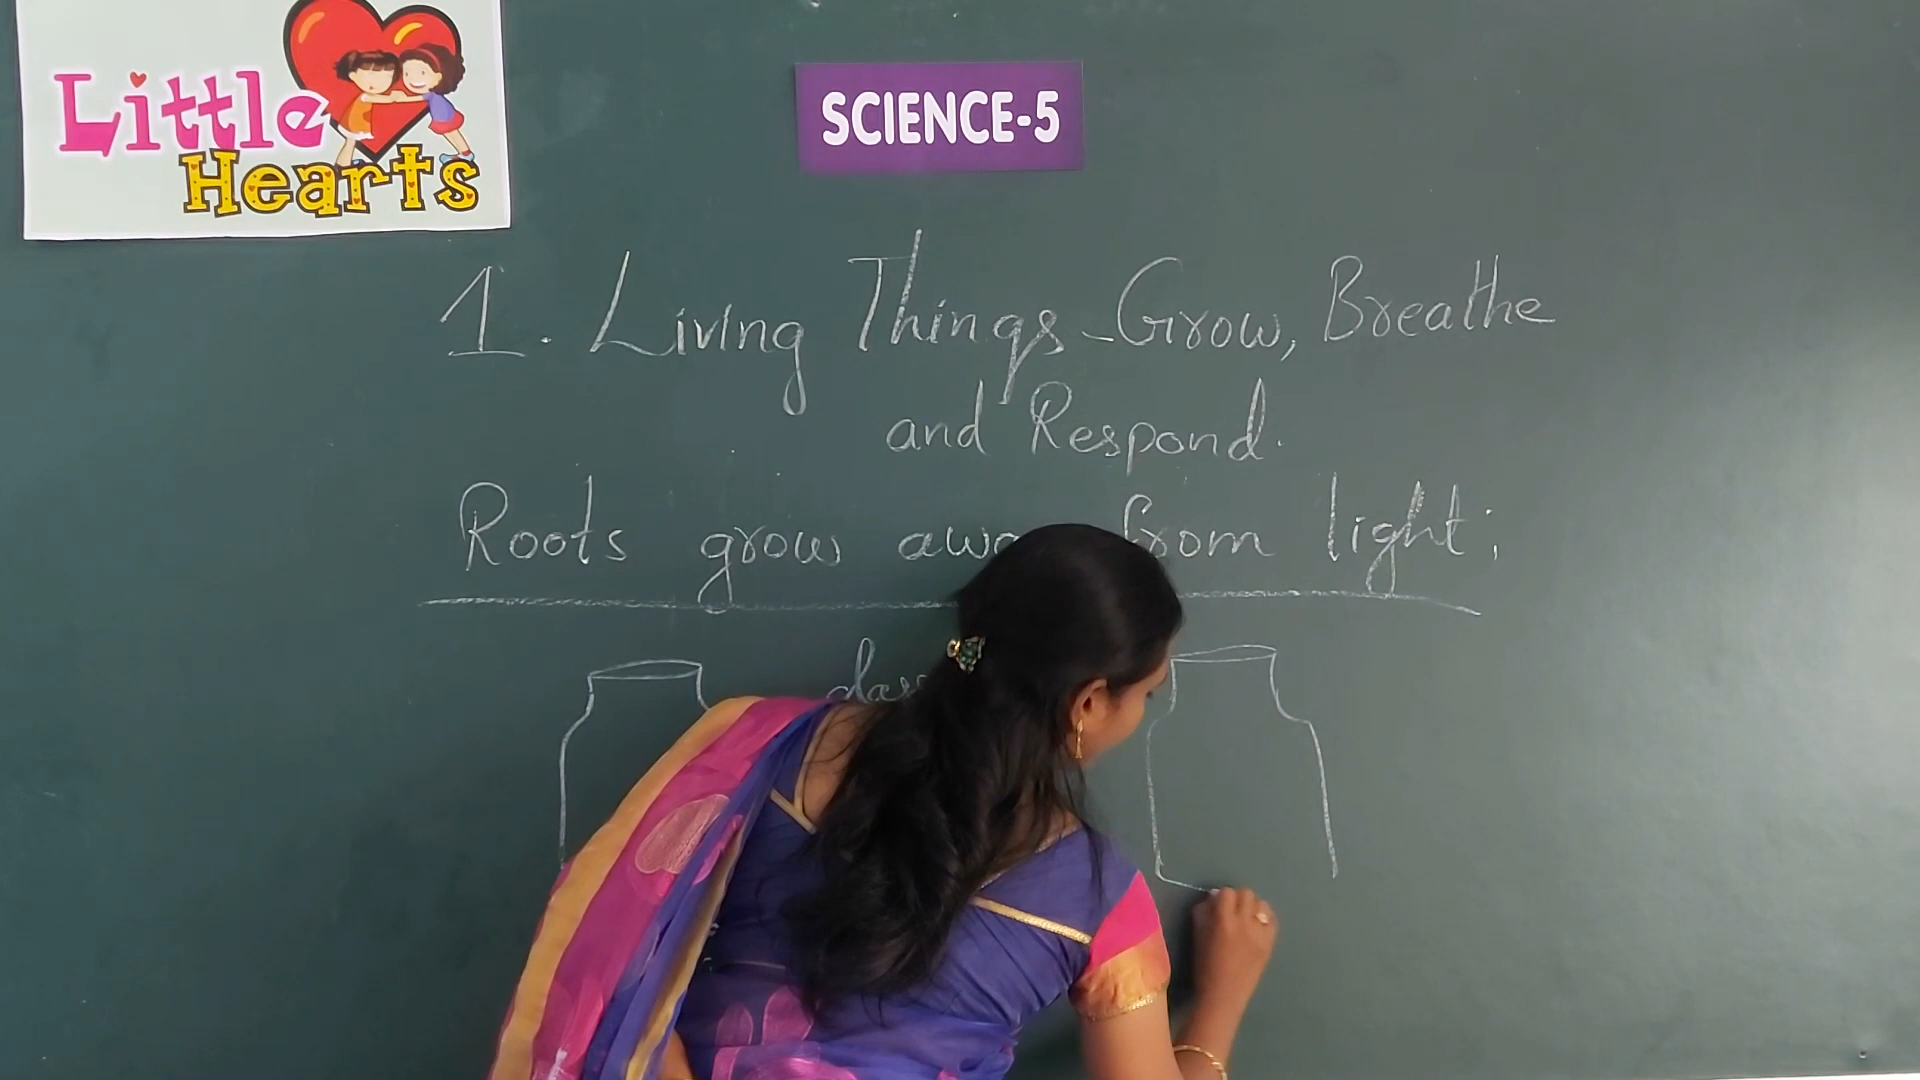 Little
Hearts
SCIENCE-5
1. Living Things - Grow, Breathe
and Respond.
Roots grow from light;